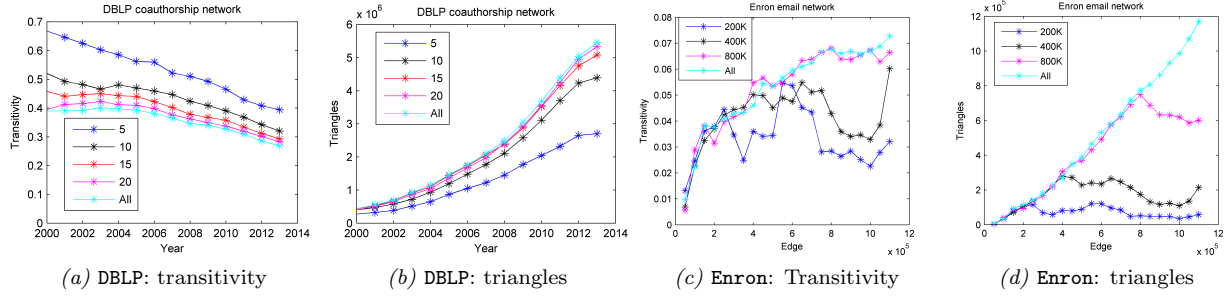 DBLP coauthorship network
0.7
0.6
0.5
0.4
0.3
0.2
0.1
0
Transitivity
5
10
15
20
All
2000 2002 2004 2006 2008 2010 2012 2014
Year
(a) DBLP: transitivity
DBLP coauthorship network
x 10^6
6
5
4
3
2
1
0
Triangles
5
10
15
20
All
2000 2002 2004 2006 2008 2010 2012 2014
Year
(b) DBLP: triangles
Enron email network
0.08
0.07
0.06
0.05
0.04
0.03
0.02
0.01
0
Transitivity
200K
400K
800K
All
0 2 4 6 8 10 12
Edge
x 10^5
(c) Enron: Transitivity
Enron email network
x 10^5
12
10
8
6
4
2
0
Triangles
200K
400K
800K
All
0 2 4 6 8 10 12
Edge
x 10^5
(d) Enron: triangles